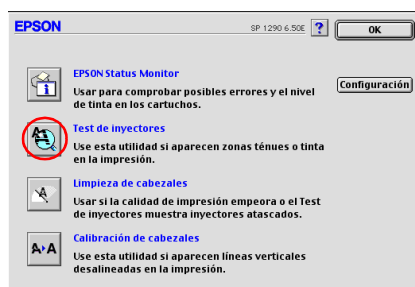 EPSON
SP 1290 6.50E
?
OK
EPSON Status Monitor
Usar para comprobar posibles errores y el nivel
de tinta en los cartuchos.
Configuración
Test de inyectores
Use esta utilidad si aparecen zonas ténues o tinta
en la impresión.
Limpieza de cabezales
Usar si la calidad de impresión empeora o el Test
de inyectores muestra inyectores atascados.
Calibración de cabezales
Use esta utilidad si aparecen líneas verticales
desalineadas en la impresión.